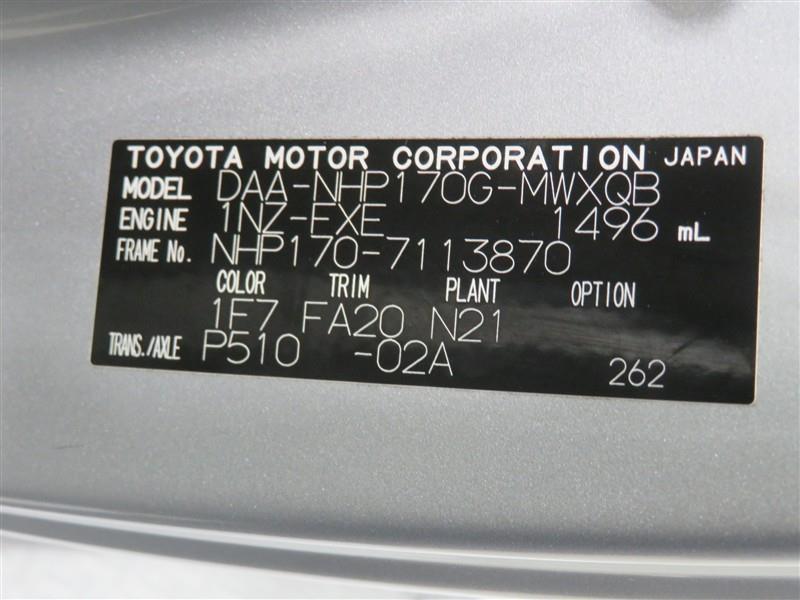 TOYOTA MOTOR CORPORATION JAPAN
MODEL DAA-NHP170G-MWXQB
ENGINE 1NZ-FXE 1496 mL
FRAME No. NHP170-7113870
COLOR TRIM PLANT OPTION
1F7 FA20 N21
TRANS./AXLE P510 -02A 262